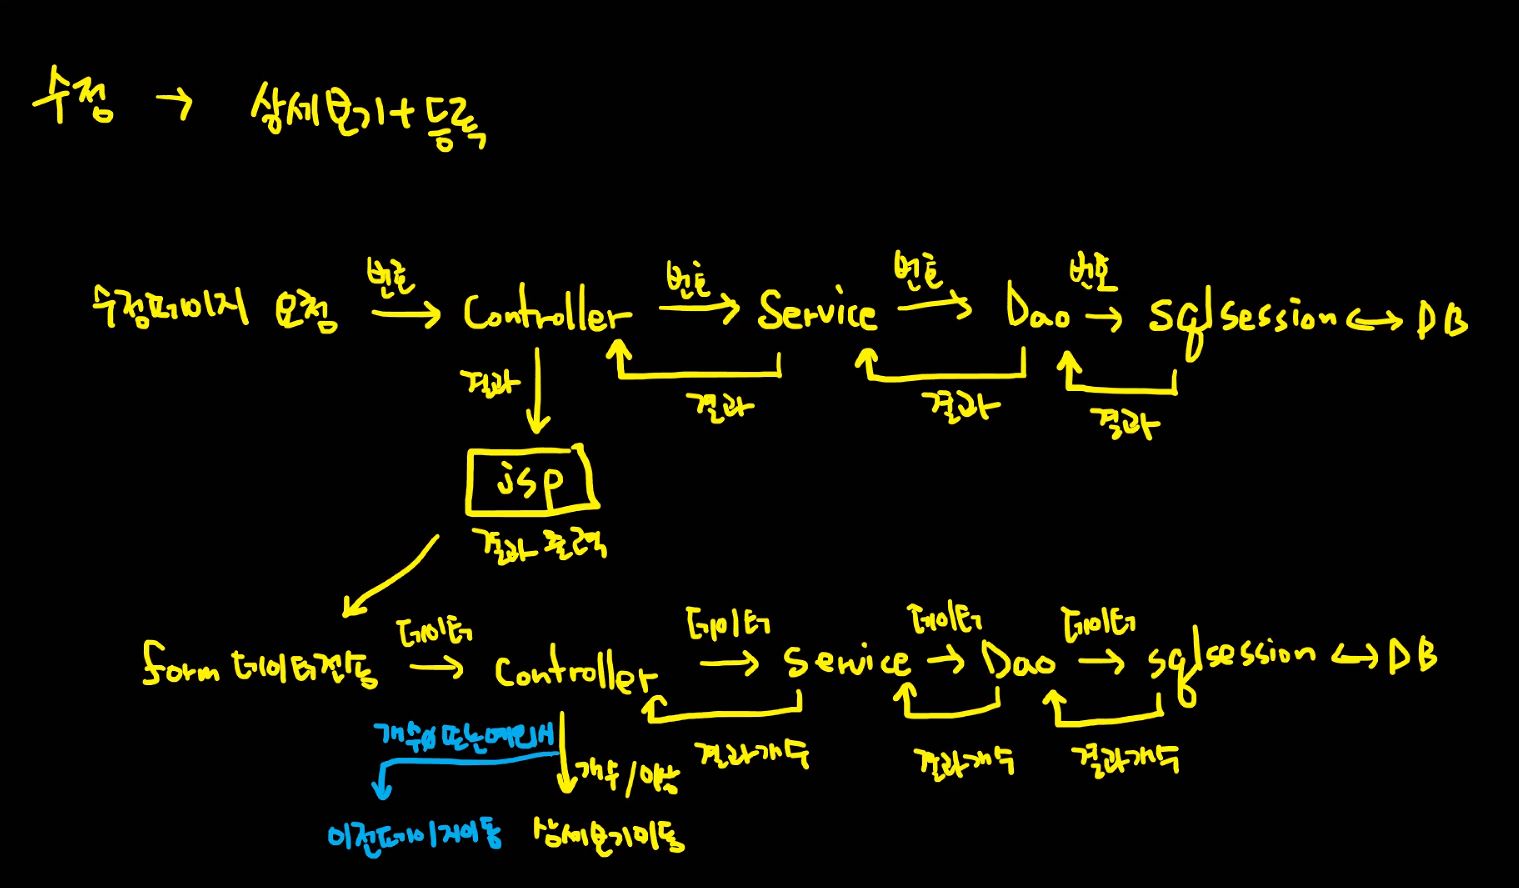 수정 → 상세보기 + 등록
번호 번호 번호 번호
수정페이지 요청 → Controller → Service → Dao → sqlsession ↔ DB
결과 결과 결과 결과
jsp
결과 출력
데이터 데이터 데이터 데이터
form 데이터전송 → controller → service → Dao → sqlsession ↔ DB
개수0 또는 예외시
결과개수 결과개수 결과개수
개수1이상
이전페이지이동 상세보기이동